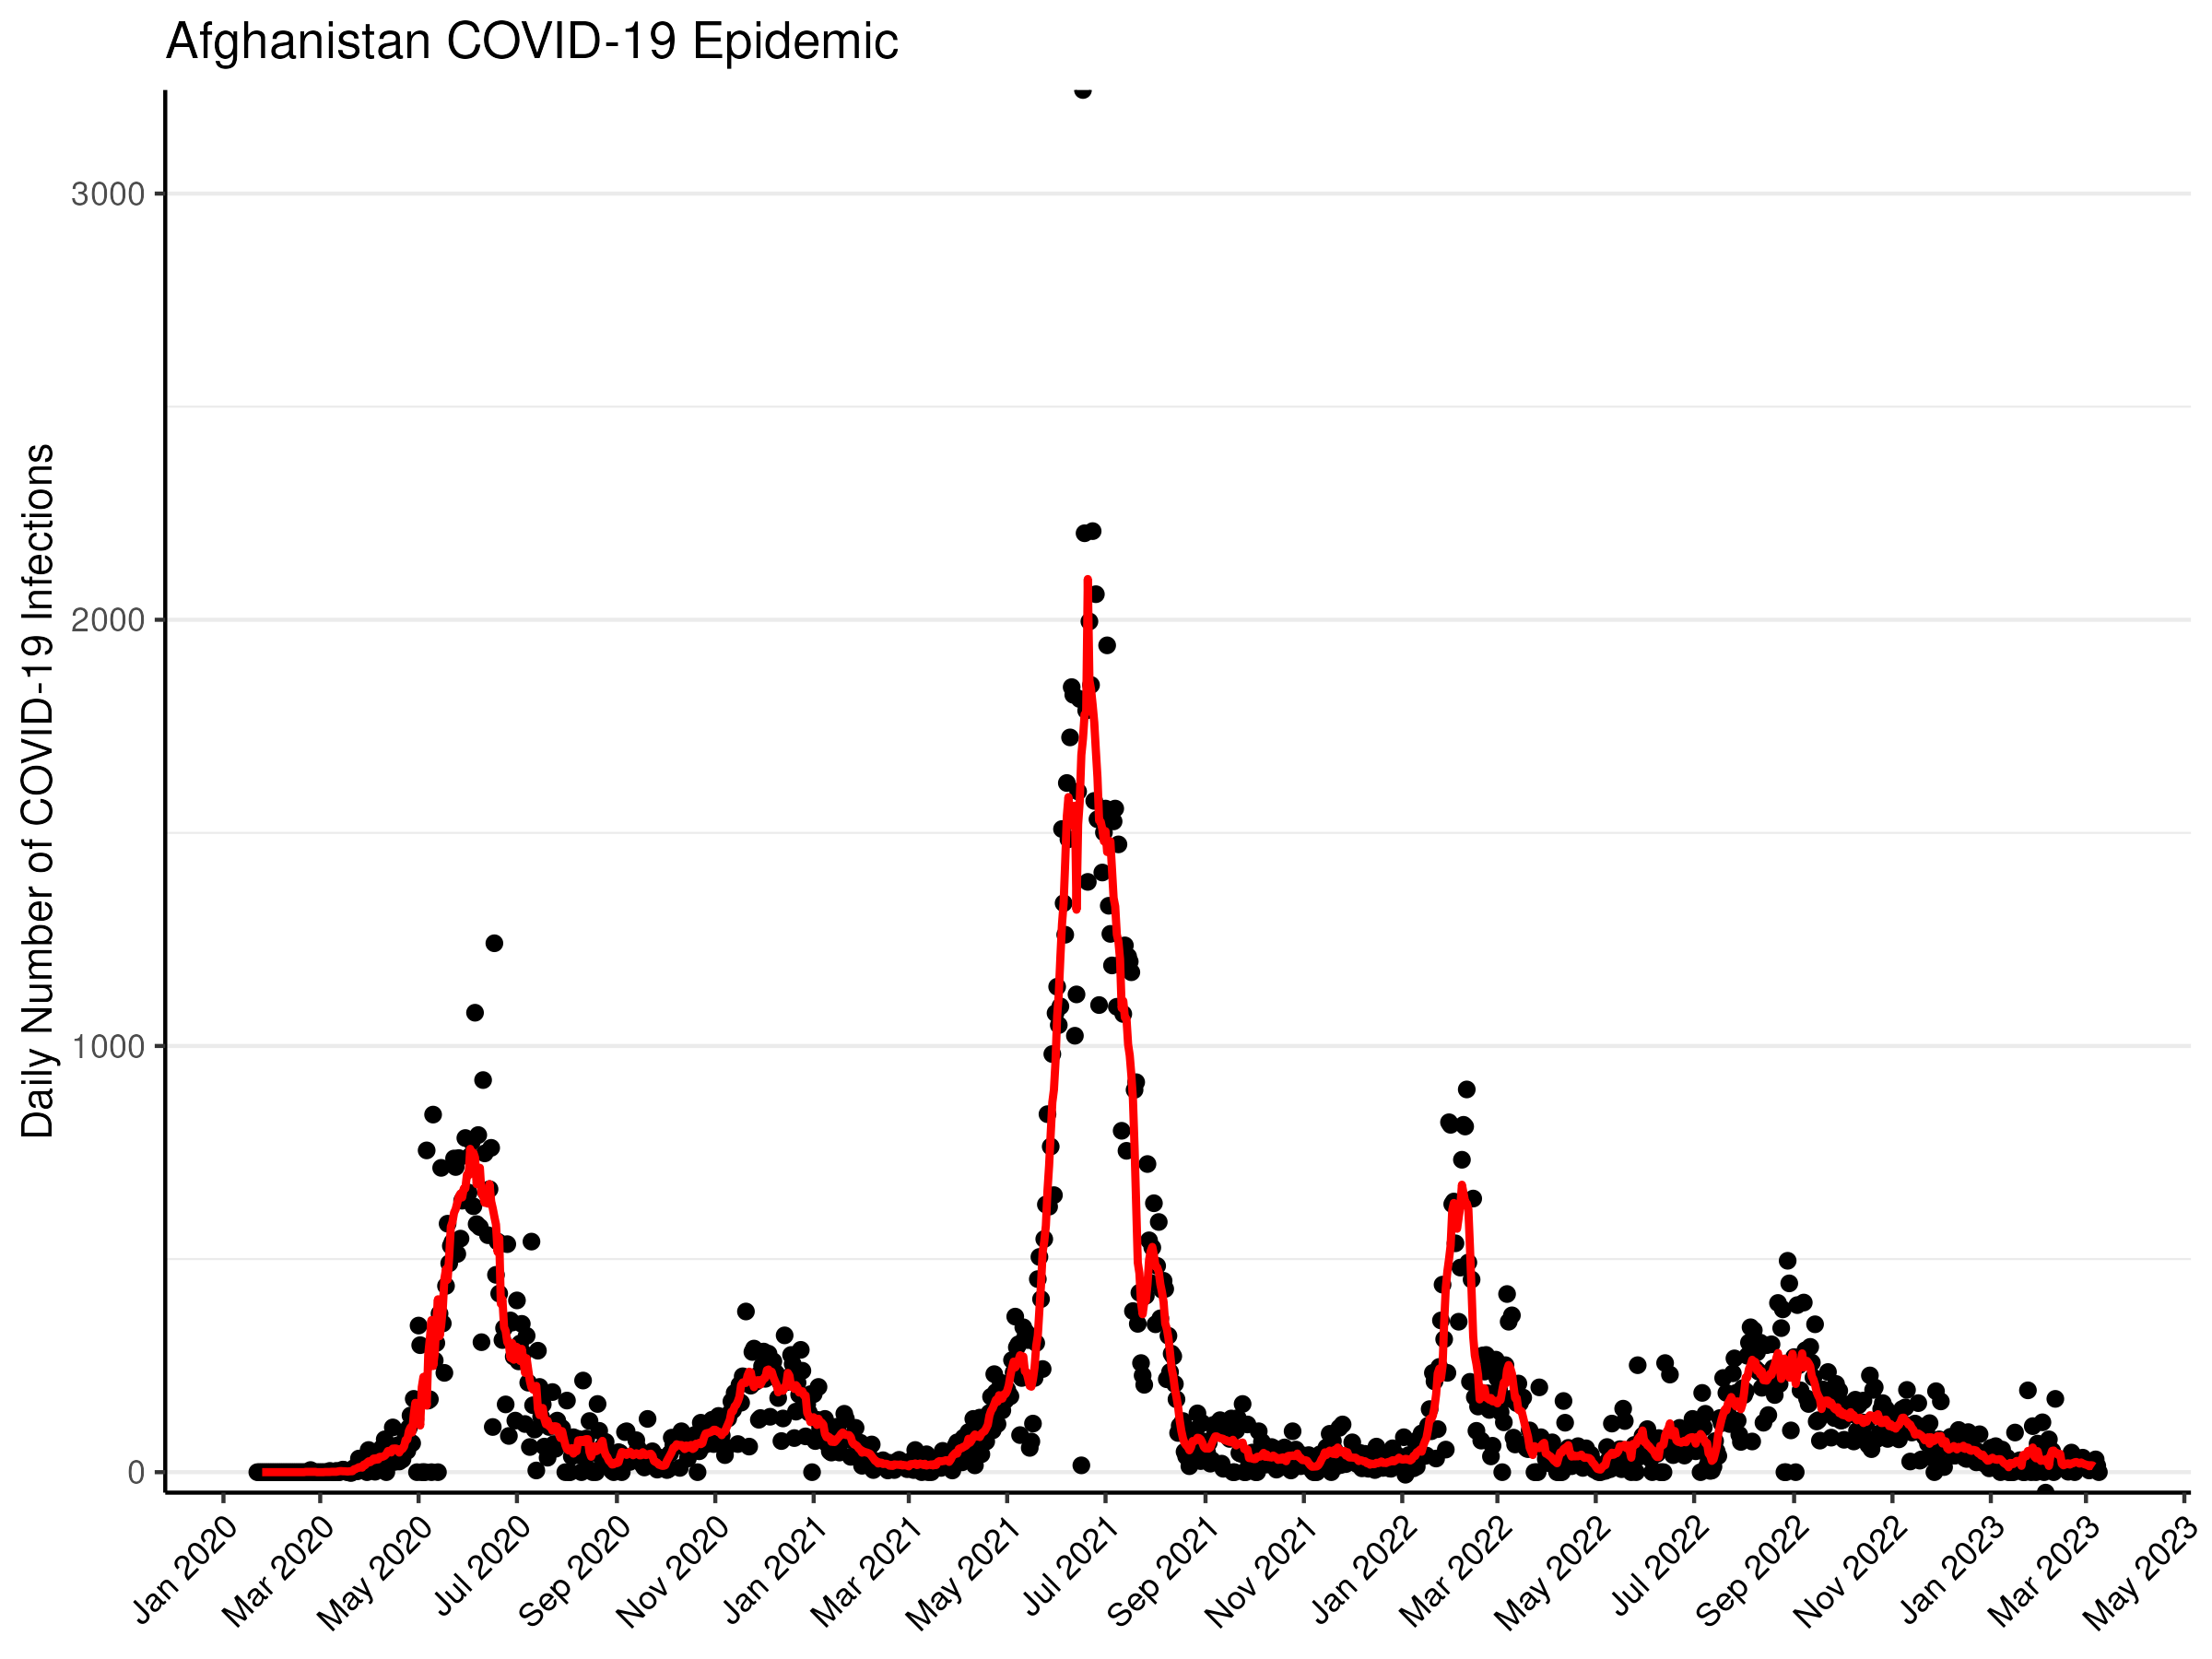 Afghanistan COVID-19 Epidemic
Daily Number of COVID-19 Infections
3000
2000
1000
0
Jan 2020
Mar 2020
May 2020
Jul 2020
Sep 2020
Nov 2020
Jan 2021
Mar 2021
May 2021
Jul 2021
Sep 2021
Nov 2021
Jan 2022
Mar 2022
May 2022
Jul 2022
Sep 2022
Nov 2022
Jan 2023
Mar 2023
May 2023